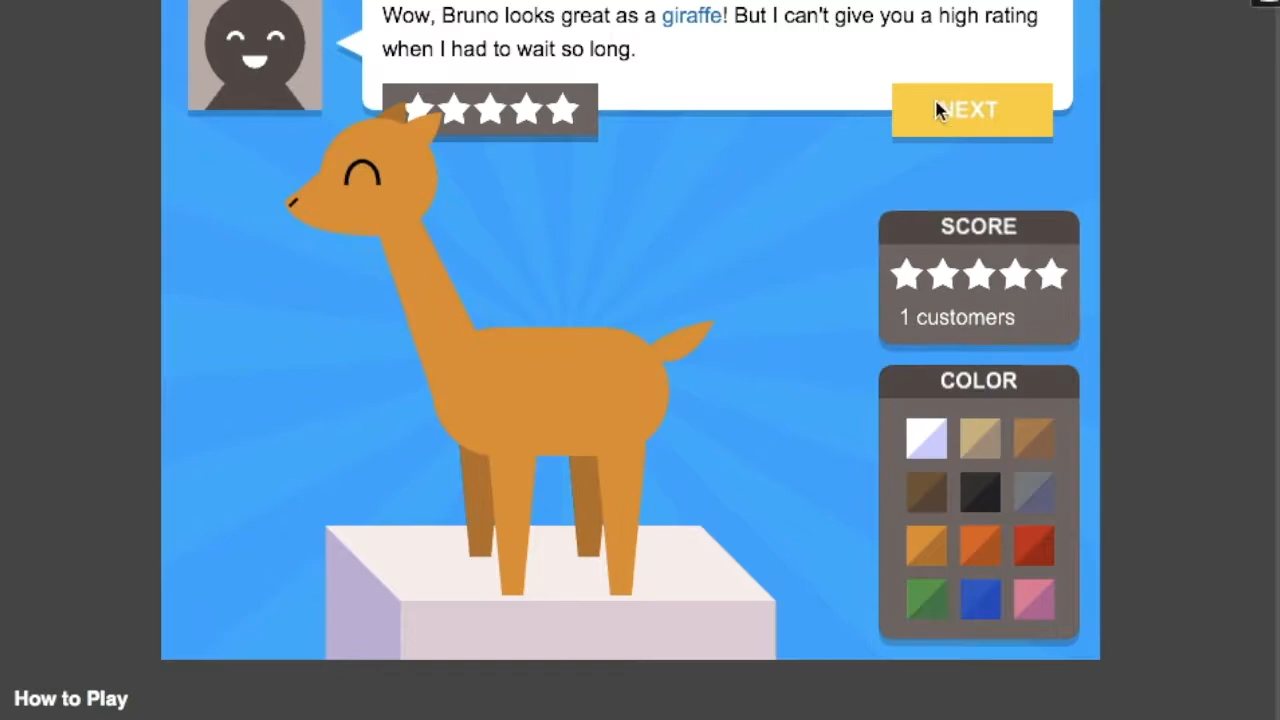 Wow, Bruno looks great as a giraffe! But I can't give you a high rating
when I had to wait so long.
NEXT
SCORE
1 customers
COLOR
How to Play